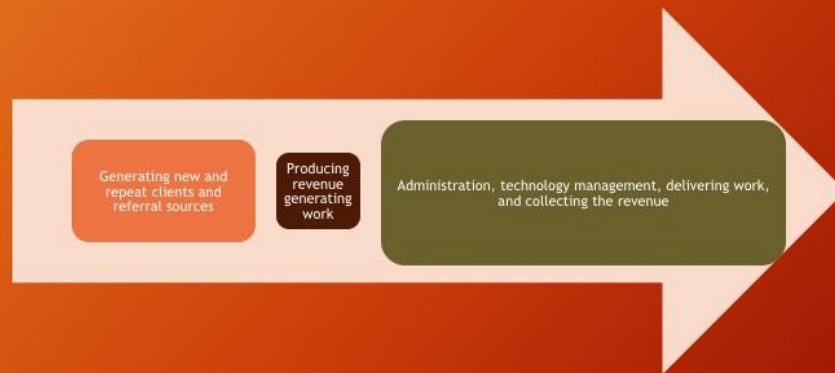 Generating new and
repeat clients and
referral sources
Producing
revenue
generating
work
Administration, technology management, delivering work,
and collecting the revenue